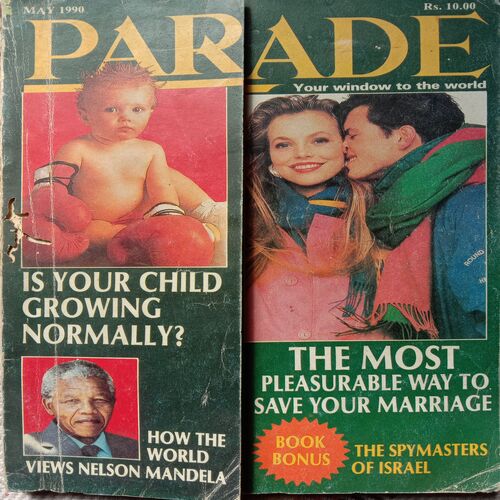 MAY 1990
Rs. 10.00
PARADE
Your window to the world
IS YOUR CHILD
GROWING
NORMALLY?
HOW THE
WORLD
VIEWS NELSON MANDELA
ROUND
THE MOST
PLEASURABLE WAY TO
SAVE YOUR MARRIAGE
BOOK
BONUS
THE SPYMASTERS
OF ISRAEL